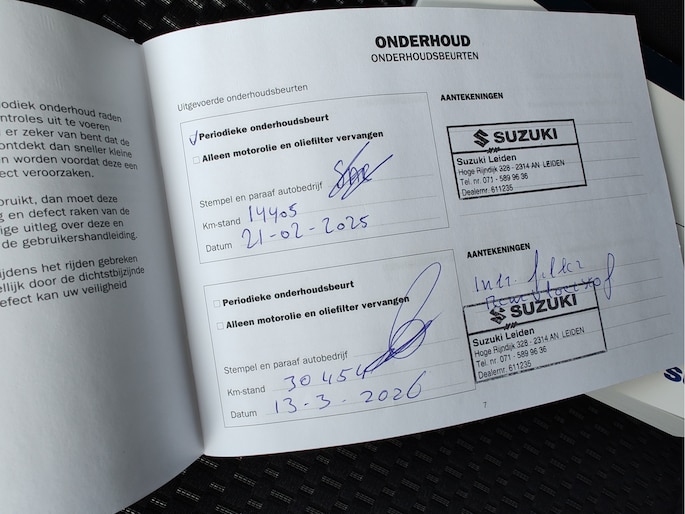 odiek onderhoud raden
ntroles uit te voeren
er zeker van bent dat de
ontdekt dan sneller kleine
en worden voordat deze een
ect veroorzaken.
bruikt, dan moet deze
g en defect raken van de
ige uitleg over deze en
de gebruikershandleiding.
ijdens het rijden gebreken
ellijk door de dichtstbijzijnde
efect kan uw veiligheid
ONDERHOUD
ONDERHOUDSBEURTEN
Uitgevoerde onderhoudsbeurten
Periodieke onderhoudsbeurt
Alleen motorolie en oliefilter vervangen
Stempel en paraaf autobedrijf
Km-stand 14405
Datum 21-02-2025
AANTEKENINGEN
SUZUKI
Suzuki Leiden
Hoge Rijndijk 328 - 2314 AN LEIDEN
Tel. nr. 071 - 589 96 36
Dealernr. 611235
Periodieke onderhoudsbeurt
Alleen motorolie en oliefilter vervangen
Stempel en paraaf autobedrijf
Km-stand 30454
Datum 13-3-2026
AANTEKENINGEN
Intr. filter
Remvloeistof
SUZUKI
Suzuki Leiden
Hoge Rijndijk 328 - 2314 AN LEIDEN
Tel. nr. 071 - 589 96 36
Dealernr. 611235
7